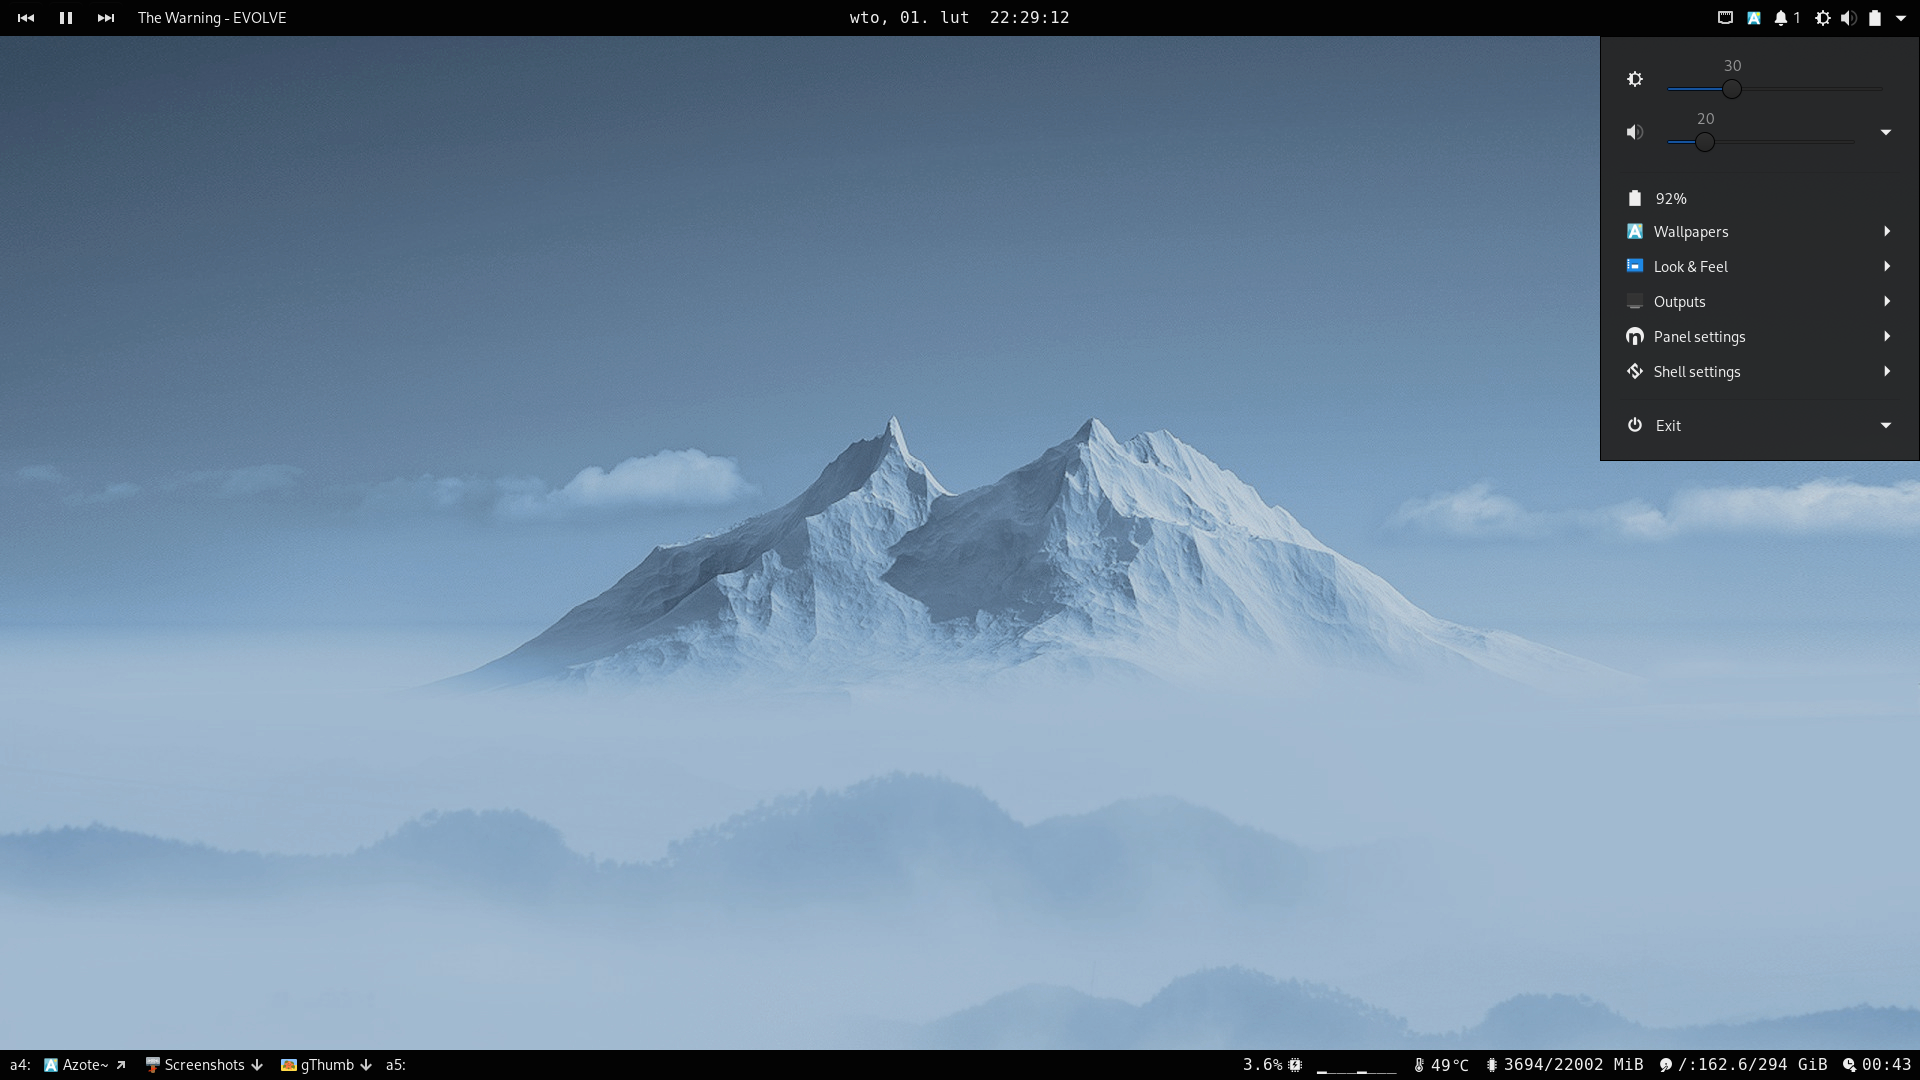 The Warning - EVOLVE
wto, 01. lut  22:29:12
1
30
20
92%
Wallpapers
Look & Feel
Outputs
Panel settings
Shell settings
Exit
a4: Azote~ Screenshots gThumb a5:
3.6% 49°C 3694/22002 MiB /:162.6/294 GiB 00:43